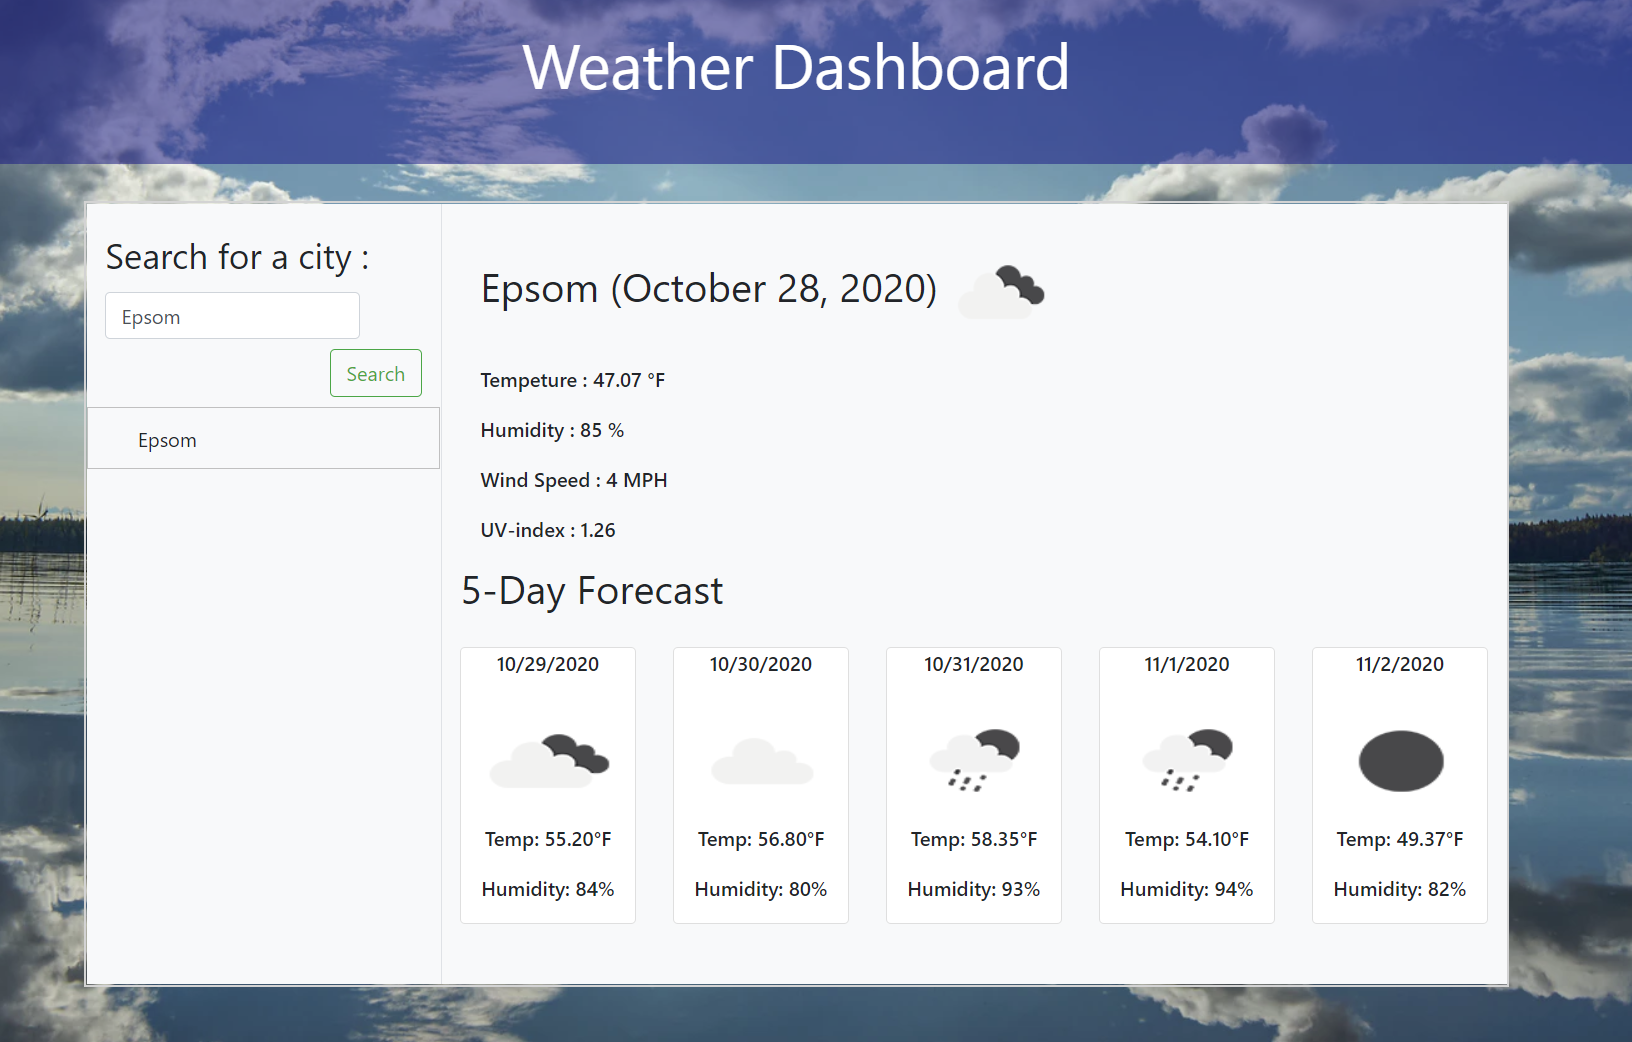 Weather Dashboard
Search for a city :
Epsom
Search
Epsom
Epsom (October 28, 2020)
Tempeture : 47.07 °F
Humidity : 85 %
Wind Speed : 4 MPH
UV-index : 1.26
5-Day Forecast
10/29/2020
Temp: 55.20°F
Humidity: 84%
10/30/2020
Temp: 56.80°F
Humidity: 80%
10/31/2020
Temp: 58.35°F
Humidity: 93%
11/1/2020
Temp: 54.10°F
Humidity: 94%
11/2/2020
Temp: 49.37°F
Humidity: 82%